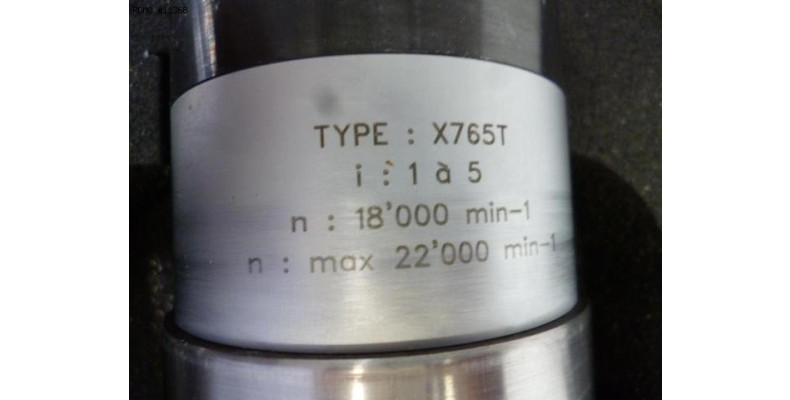 TYPE : X765T
i : 1 à 5
n : 18'000 min-1
n : max 22'000 min-1